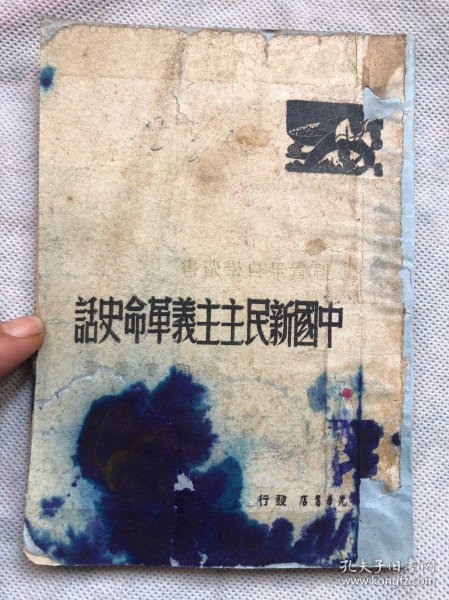 新青年自學叢書
中國新民主主義革命史話
光華書店 發行
孔夫子旧书网
www.kongfz.com